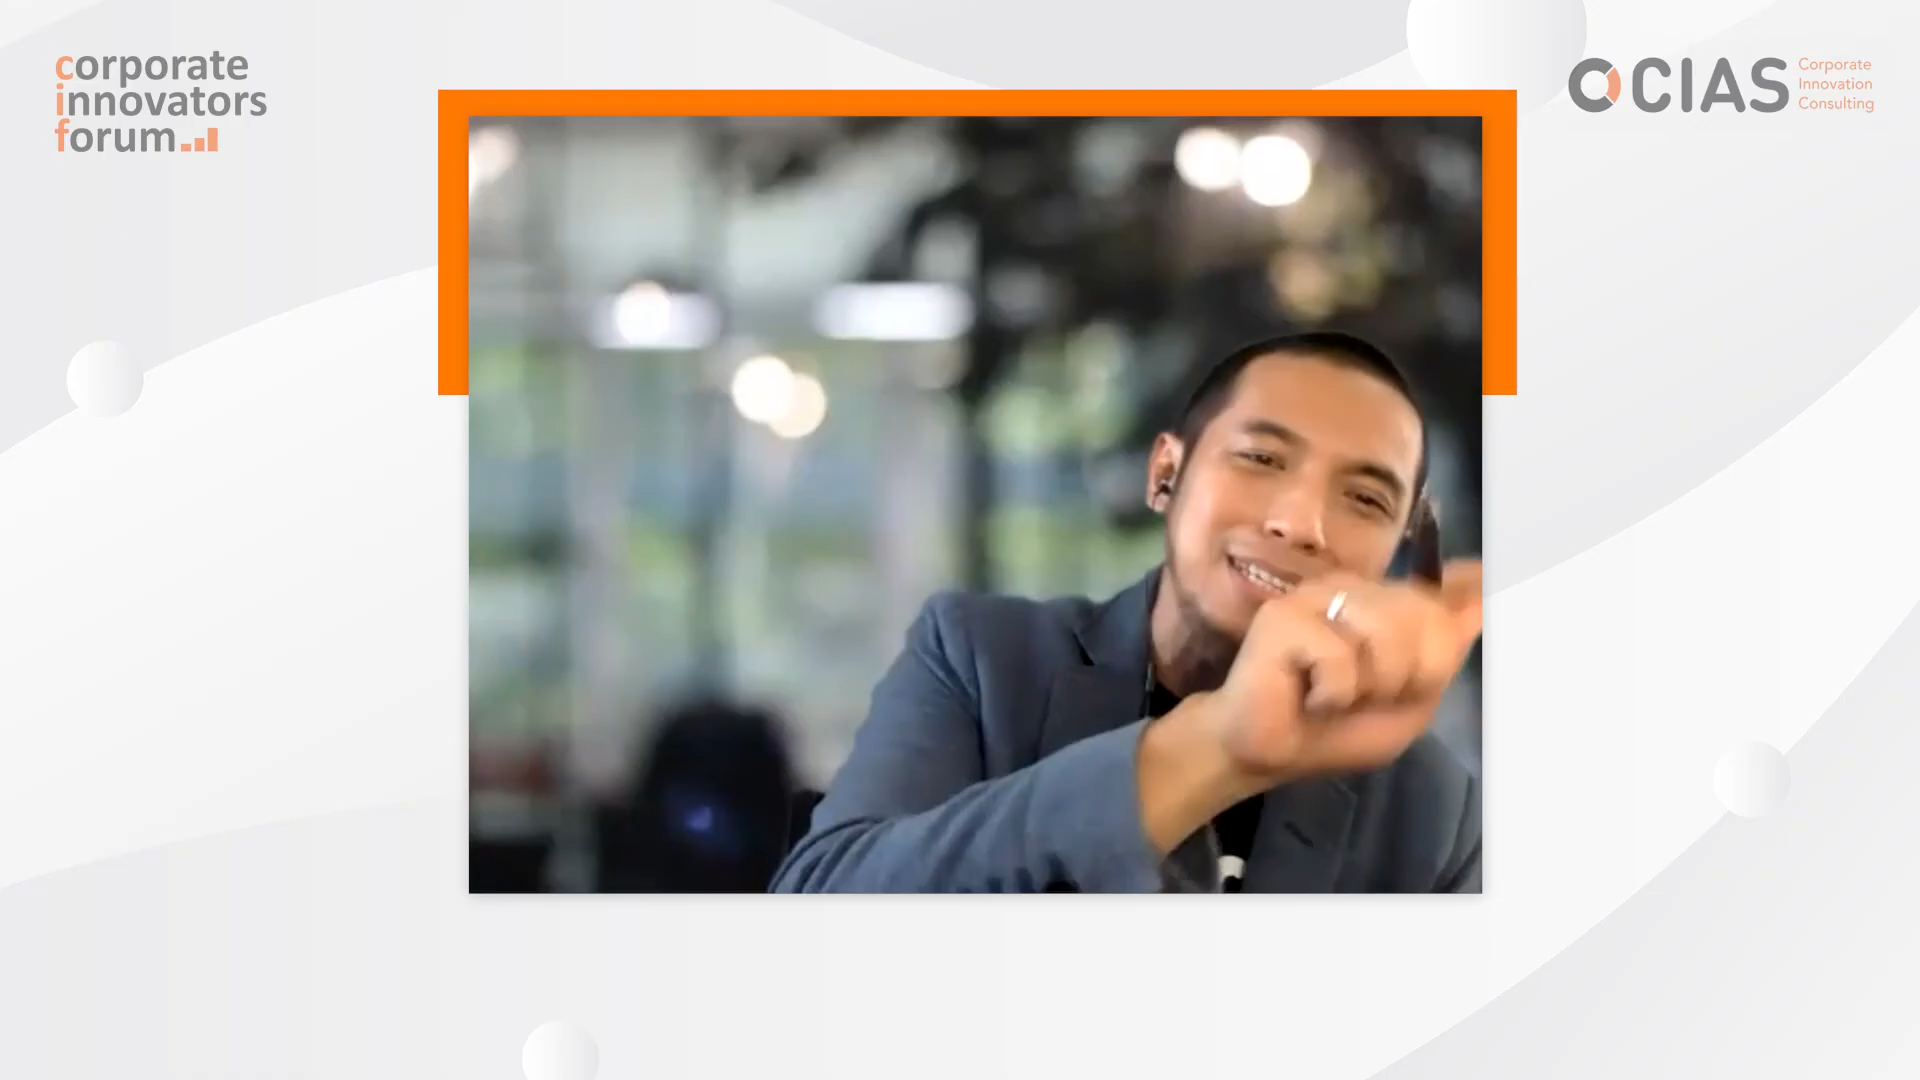 corporate
innovators
forum
CIAS
Corporate
Innovation
Consulting